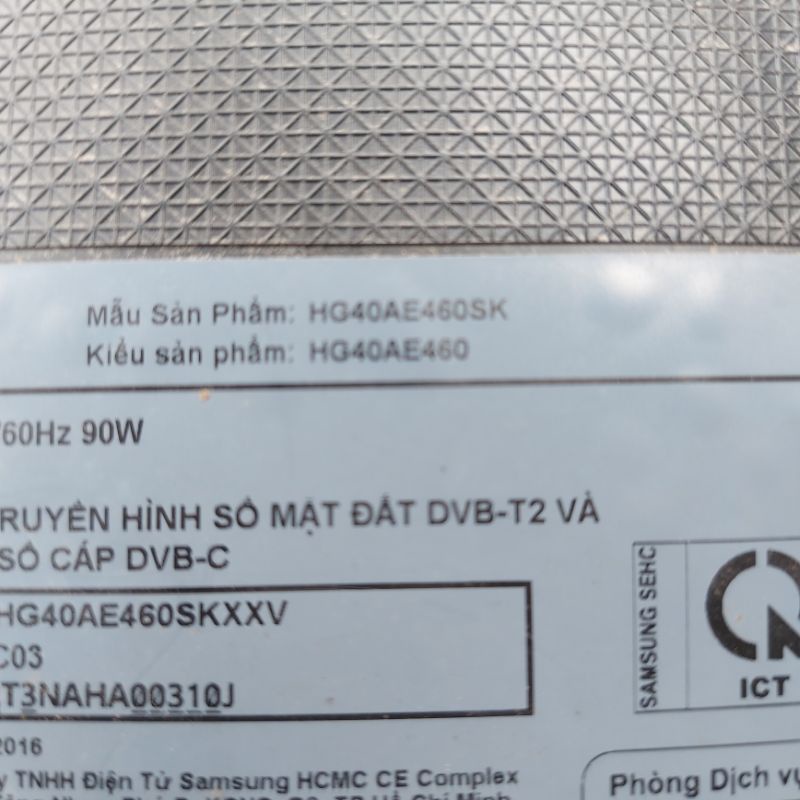 Mẫu Sản Phẩm: HG40AE460SK
Kiểu sản phẩm: HG40AE460
/60Hz 90W
RUYỀN HÌNH SỐ MẶT ĐẤT DVB-T2 VÀ
SỐ CÁP DVB-C
HG40AE460SKXXV
C03
T3NAHA00310J
2016
TNHH Điện Tử Samsung HCMC CE Complex
SAMSUNG SEHC
ICT
Phòng Dịch vụ